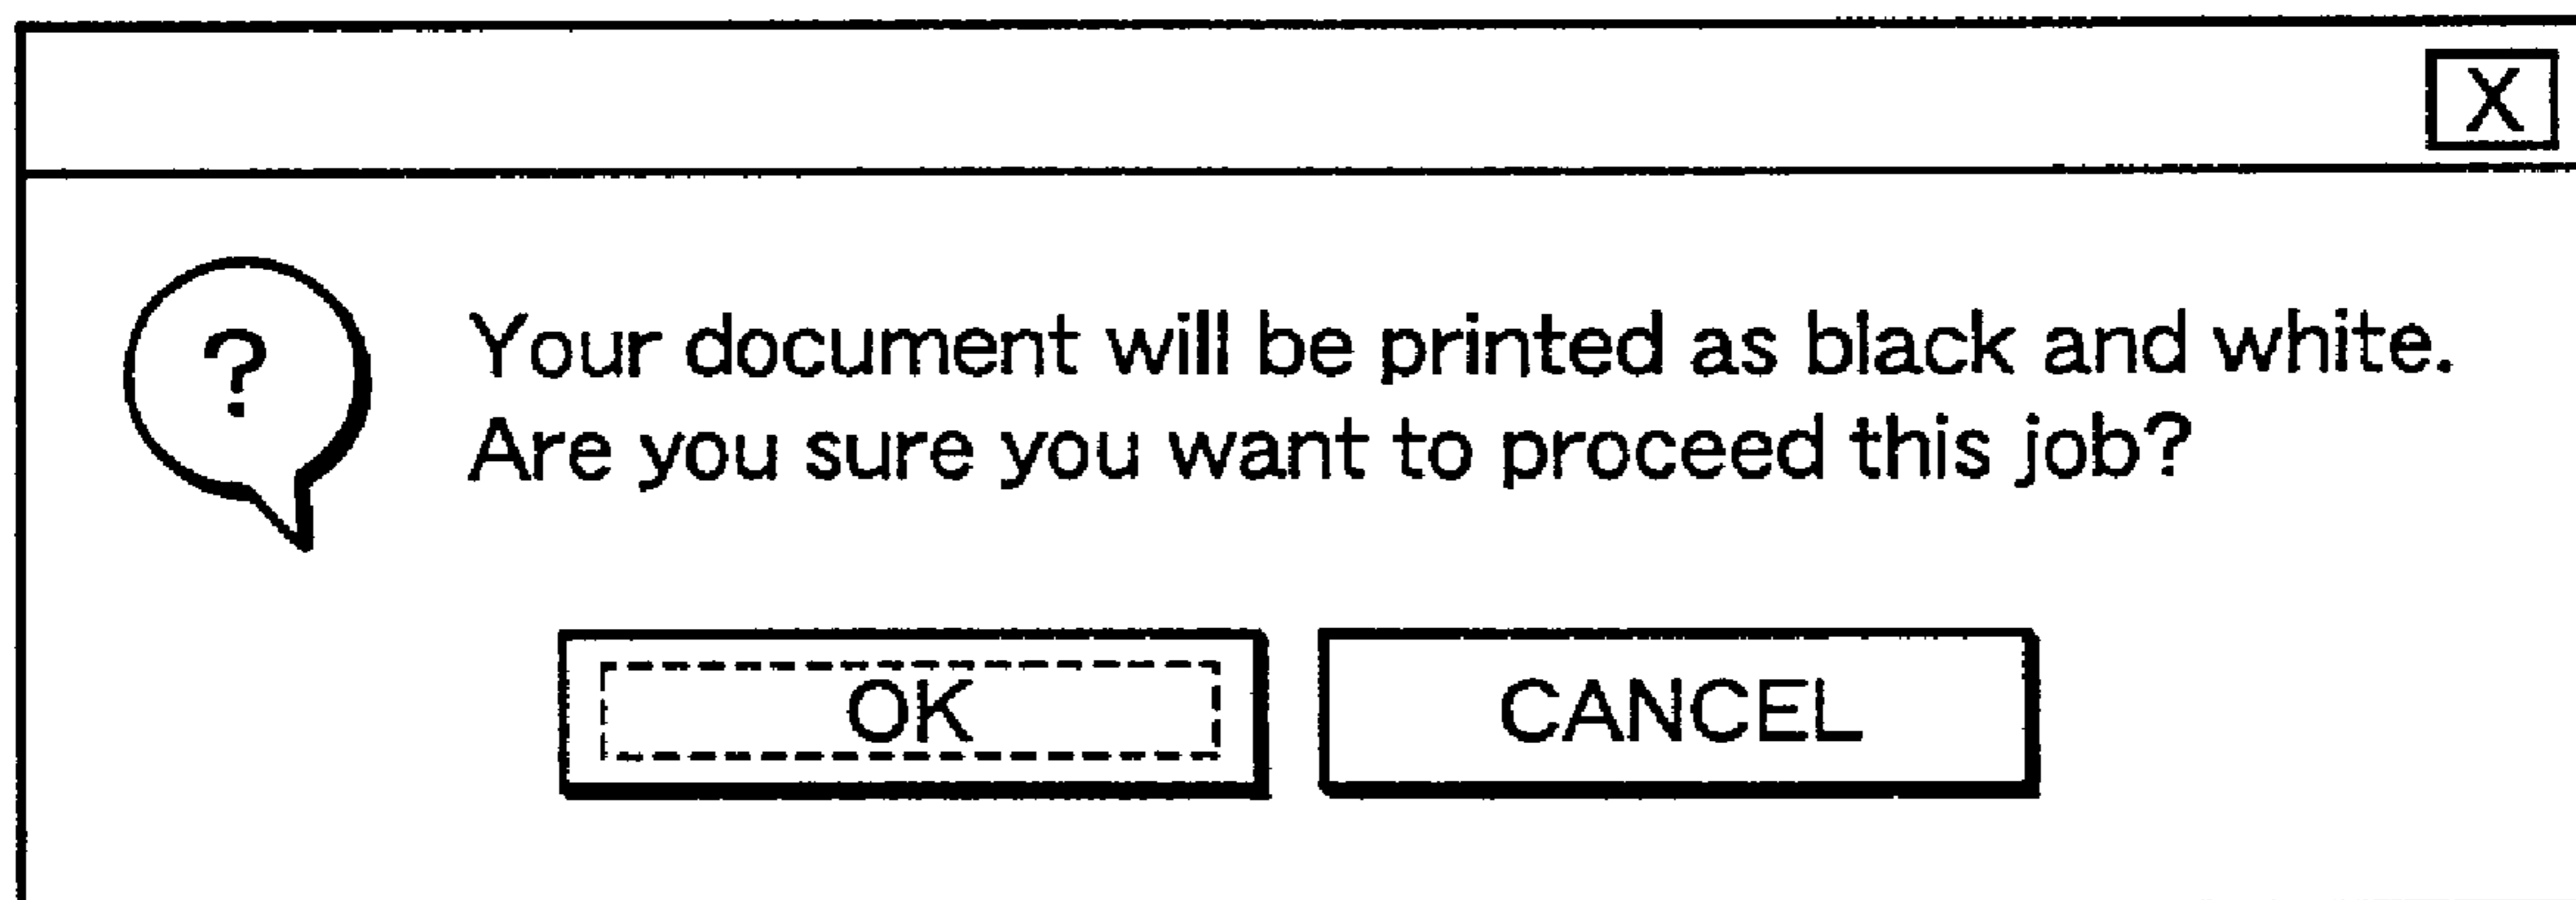 X
?
Your document will be printed as black and white.
Are you sure you want to proceed this job?
OK CANCEL